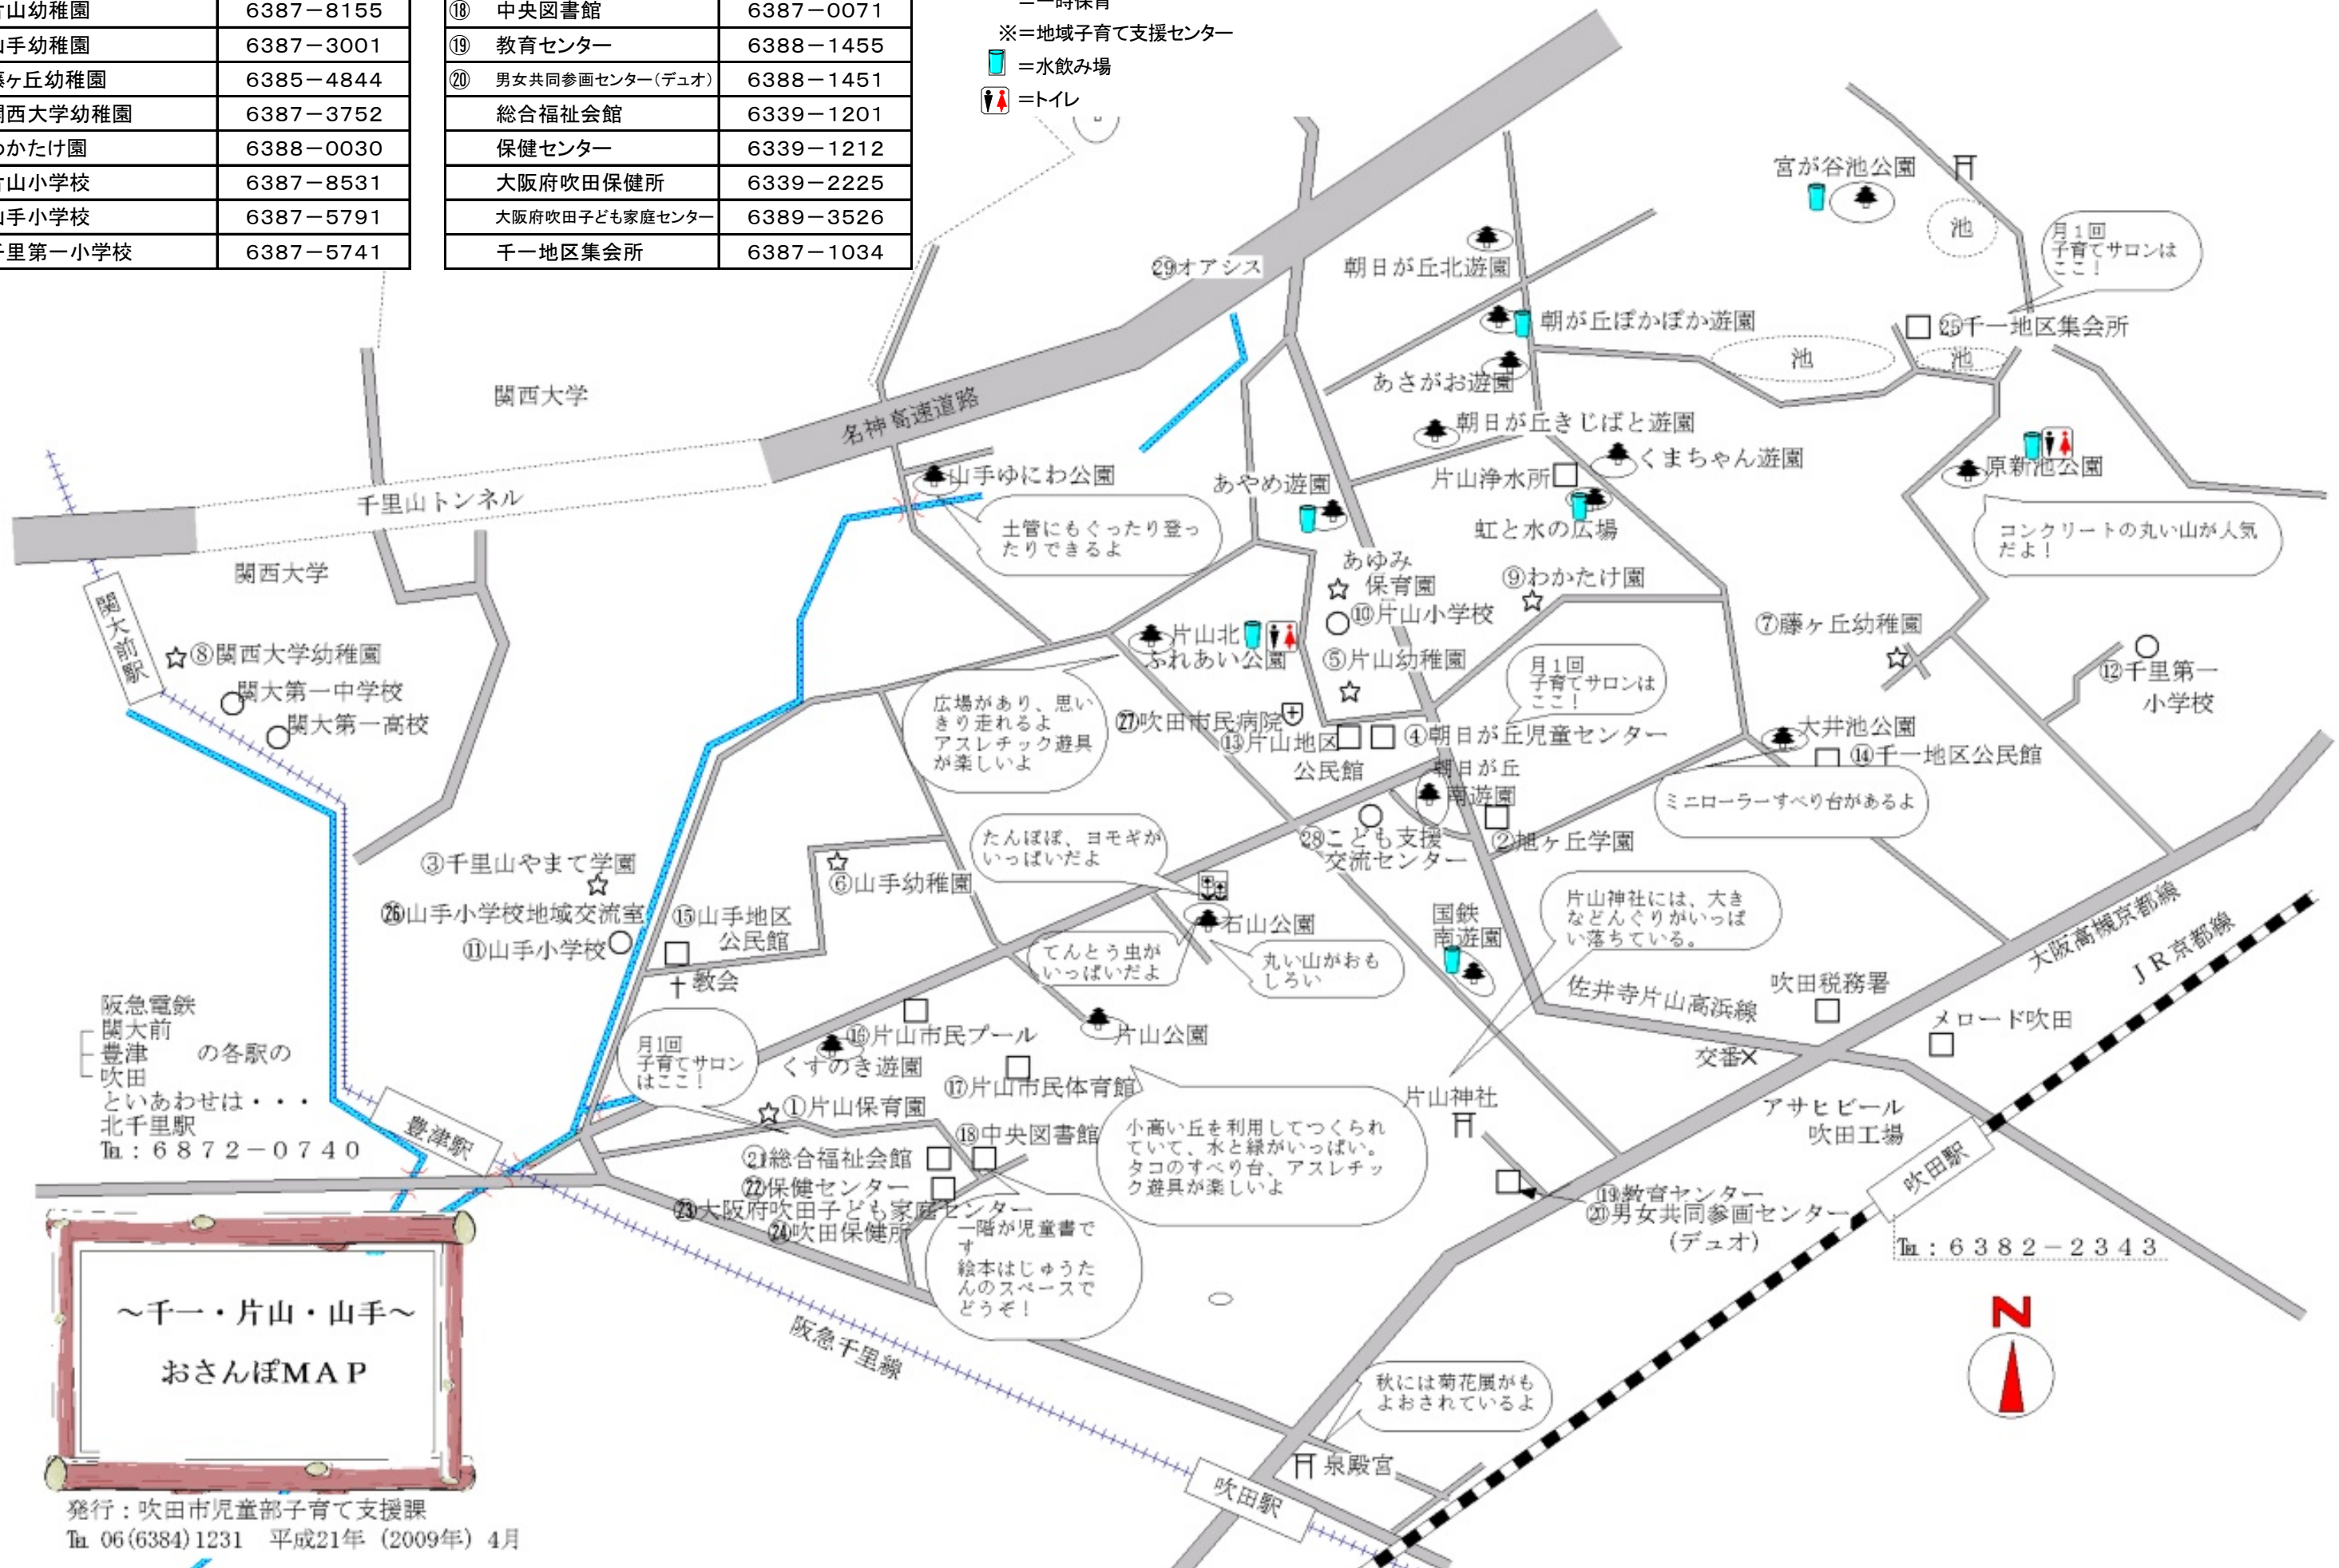 山幼稚園 6387－8155
手幼稚園 6387－3001
ヶ丘幼稚園 6385－4844
西大学幼稚園 6387－3752
かたけ園 6388－0030
山小学校 6387－8531
手小学校 6387－5791
里第一小学校 6387－5741
⑱ 中央図書館 6387－0071
⑲ 教育センター 6388－1455
⑳ 男女共同参画センター(デュオ) 6388－1451
総合福祉会館 6339－1201
保健センター 6339－1212
大阪府吹田保健所 6339－2225
大阪府吹田子ども家庭センター 6389－3526
千一地区集会所 6387－1034
＝一時保育
※＝地域子育て支援センター
＝水飲み場
＝トイレ
宮が谷池公園
池
月１回
子育てサロンは
ここ！
㉙オアシス
朝日が丘北遊園
朝が丘ぽかぽか遊園
㉕千一地区集会所
池
池
あさがお遊園
関西大学
名神高速道路
朝日が丘きじばと遊園
くまちゃん遊園
片山浄水所
原新池公園
山手ゆにわ公園
あやめ遊園
千里山トンネル
土管にもぐったり登っ
たりできるよ
虹と水の広場
コンクリートの丸い山が人気
だよ！
関西大学
あゆみ
保育園
⑨わかたけ園
⑩片山小学校
関大前駅
⑧関西大学幼稚園
片山北
ふれあい公園
⑤片山幼稚園
⑦藤ヶ丘幼稚園
⑫千里第一
小学校
月１回
子育てサロンは
ここ！
関大第一中学校
関大第一高校
広場があり、思い
きり走れるよ
アスレチック遊具
が楽しいよ
㉗吹田市民病院
⑬片山地区
公民館
④朝日が丘児童センター
大井池公園
⑭千一地区公民館
朝日が丘
南遊園
ミニローラーすべり台があるよ
たんぽぽ、ヨモギが
いっぱいだよ
㉘こども支援
交流センター
②旭ヶ丘学園
③千里山やまて学園
⑥山手幼稚園
㉖山手小学校地域交流室
⑪山手小学校
⑮山手地区
公民館
教会
石山公園
てんとう虫が
いっぱいだよ
丸い山がおも
しろい
国鉄
南遊園
片山神社には、大き
などんぐりがいっぱ
い落ちている。
佐井寺片山高浜線
吹田税務署
大阪高槻京都線
ＪＲ京都線
メロード吹田
交番
阪急電鉄
関大前
豊津 の各駅の
吹田
といあわせは・・・
北千里駅
℡：６８７２－０７４０
月1回
子育てサロン
はここ！
⑯片山市民プール
くすのき遊園
片山公園
⑰片山市民体育館
片山神社
アサヒビール
吹田工場
①片山保育園
小高い丘を利用してつくられ
ていて、水と緑がいっぱい。
タコのすべり台、アスレチッ
ク遊具が楽しいよ
豊津駅
⑱中央図書館
㉑総合福祉会館
㉒保健センター
㉓大阪府吹田子ども家庭センター
㉔吹田保健所
一階が児童書で
す
絵本はじゅうた
んのスペースで
どうぞ！
⑲教育センター
⑳男女共同参画センター
(デュオ)
吹田駅
℡：６３８２－２３４３
～千一・片山・山手～
おさんぽＭＡＰ
阪急千里線
N
秋には菊花展がも
よおされているよ
泉殿宮
吹田駅
発行：吹田市児童部子育て支援課
℡ 06(6384)1231 平成21年（2009年）4月